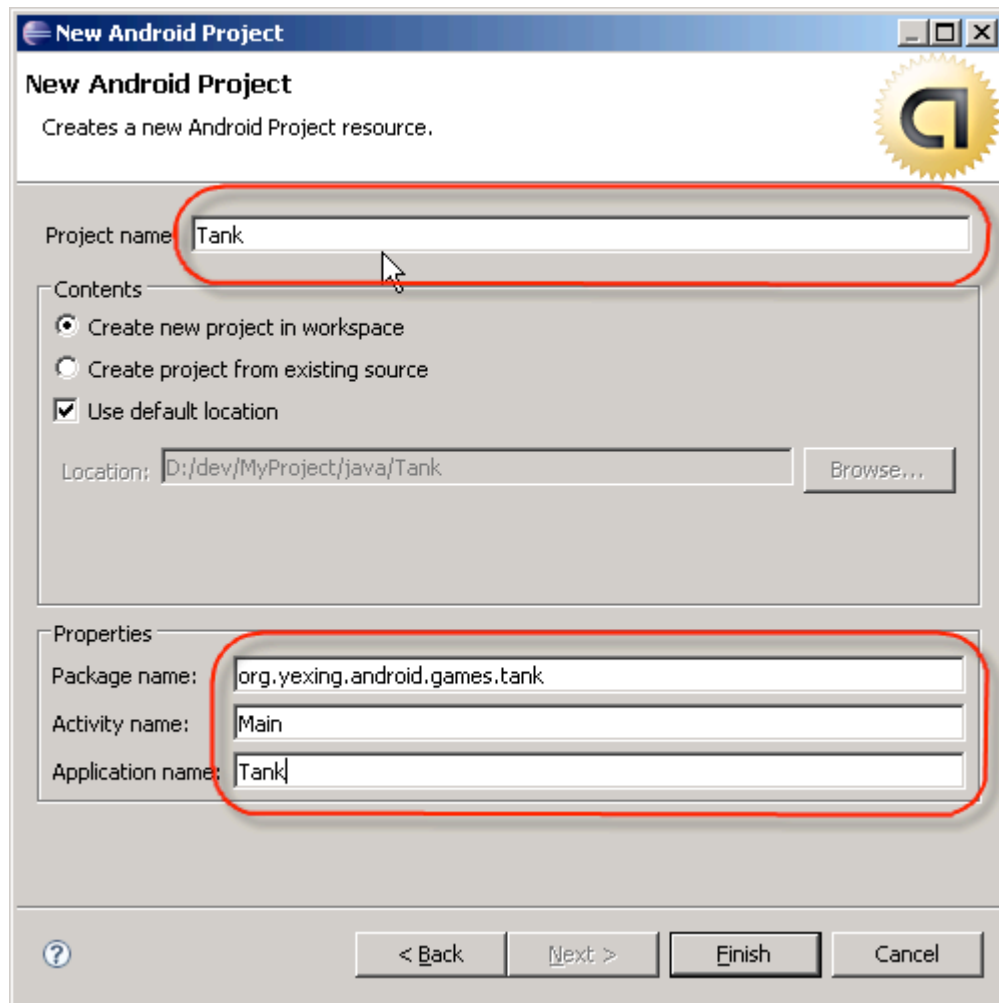 New Android Project
New Android Project
Creates a new Android Project resource.
Project name Tank
Contents
Create new project in workspace
Create project from existing source
Use default location
Location: D:/dev/MyProject/java/Tank Browse...
Properties
Package name: org.yexing.android.games.tank
Activity name: Main
Application name: Tank
? < Back Next > Finish Cancel